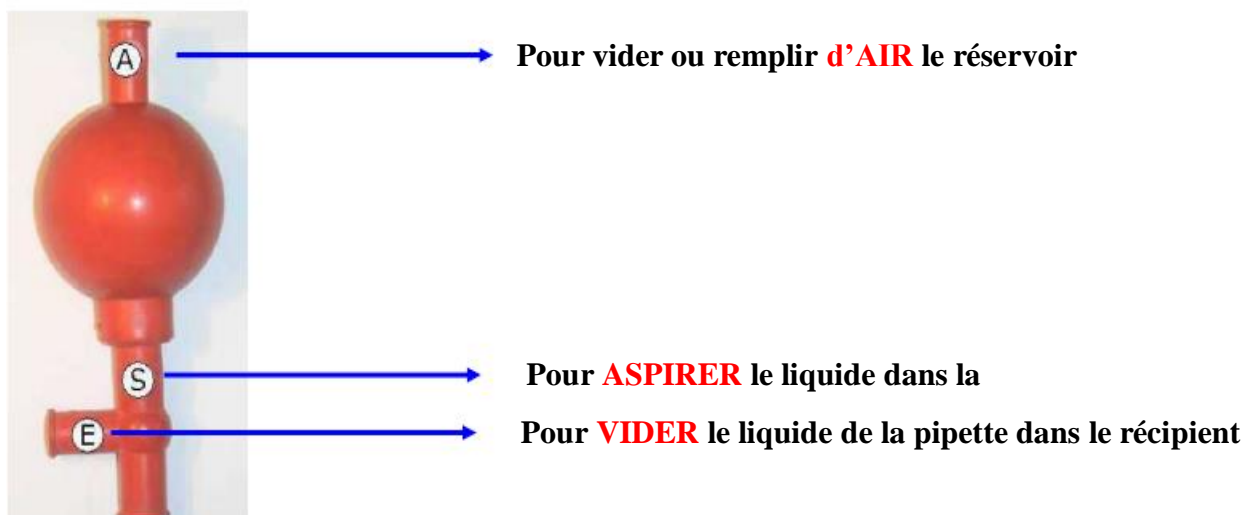 A
Pour vider ou remplir d'AIR le réservoir
S
Pour ASPIRER le liquide dans la
E
Pour VIDER le liquide de la pipette dans le récipient